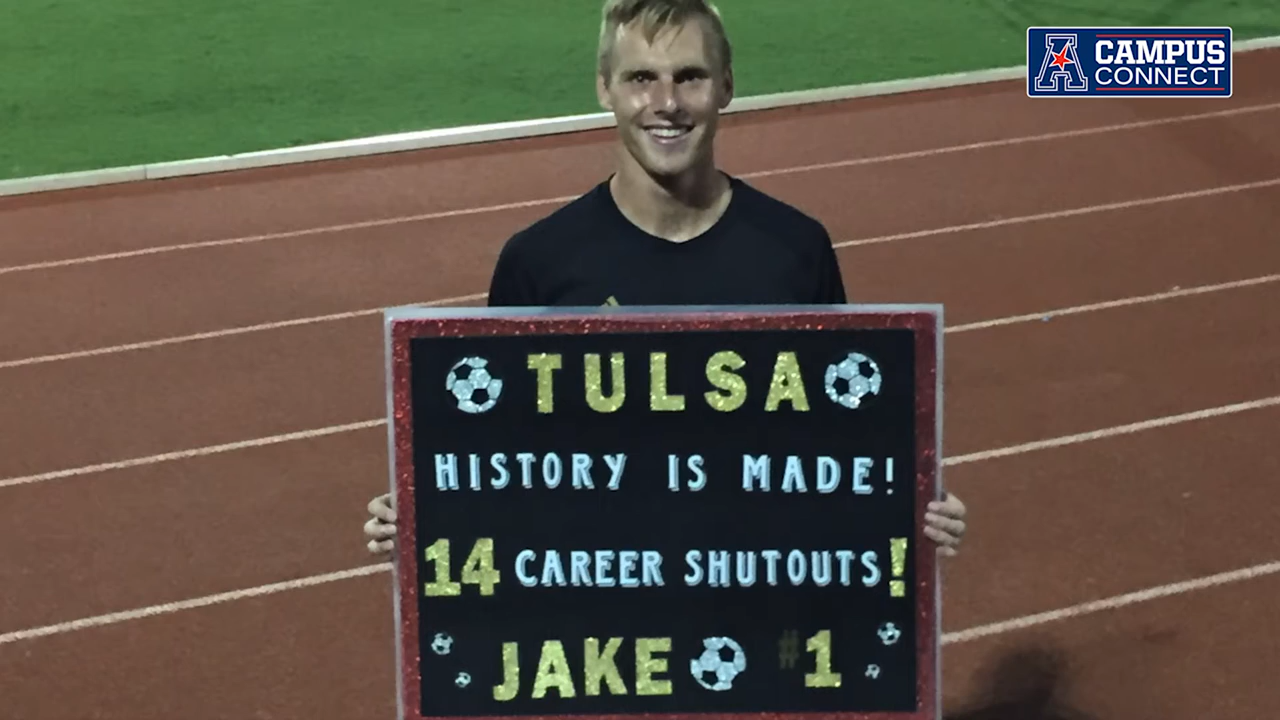 CAMPUS
CONNECT
TULSA
HISTORY IS MADE!
14 CAREER SHUTOUTS!
JAKE #1